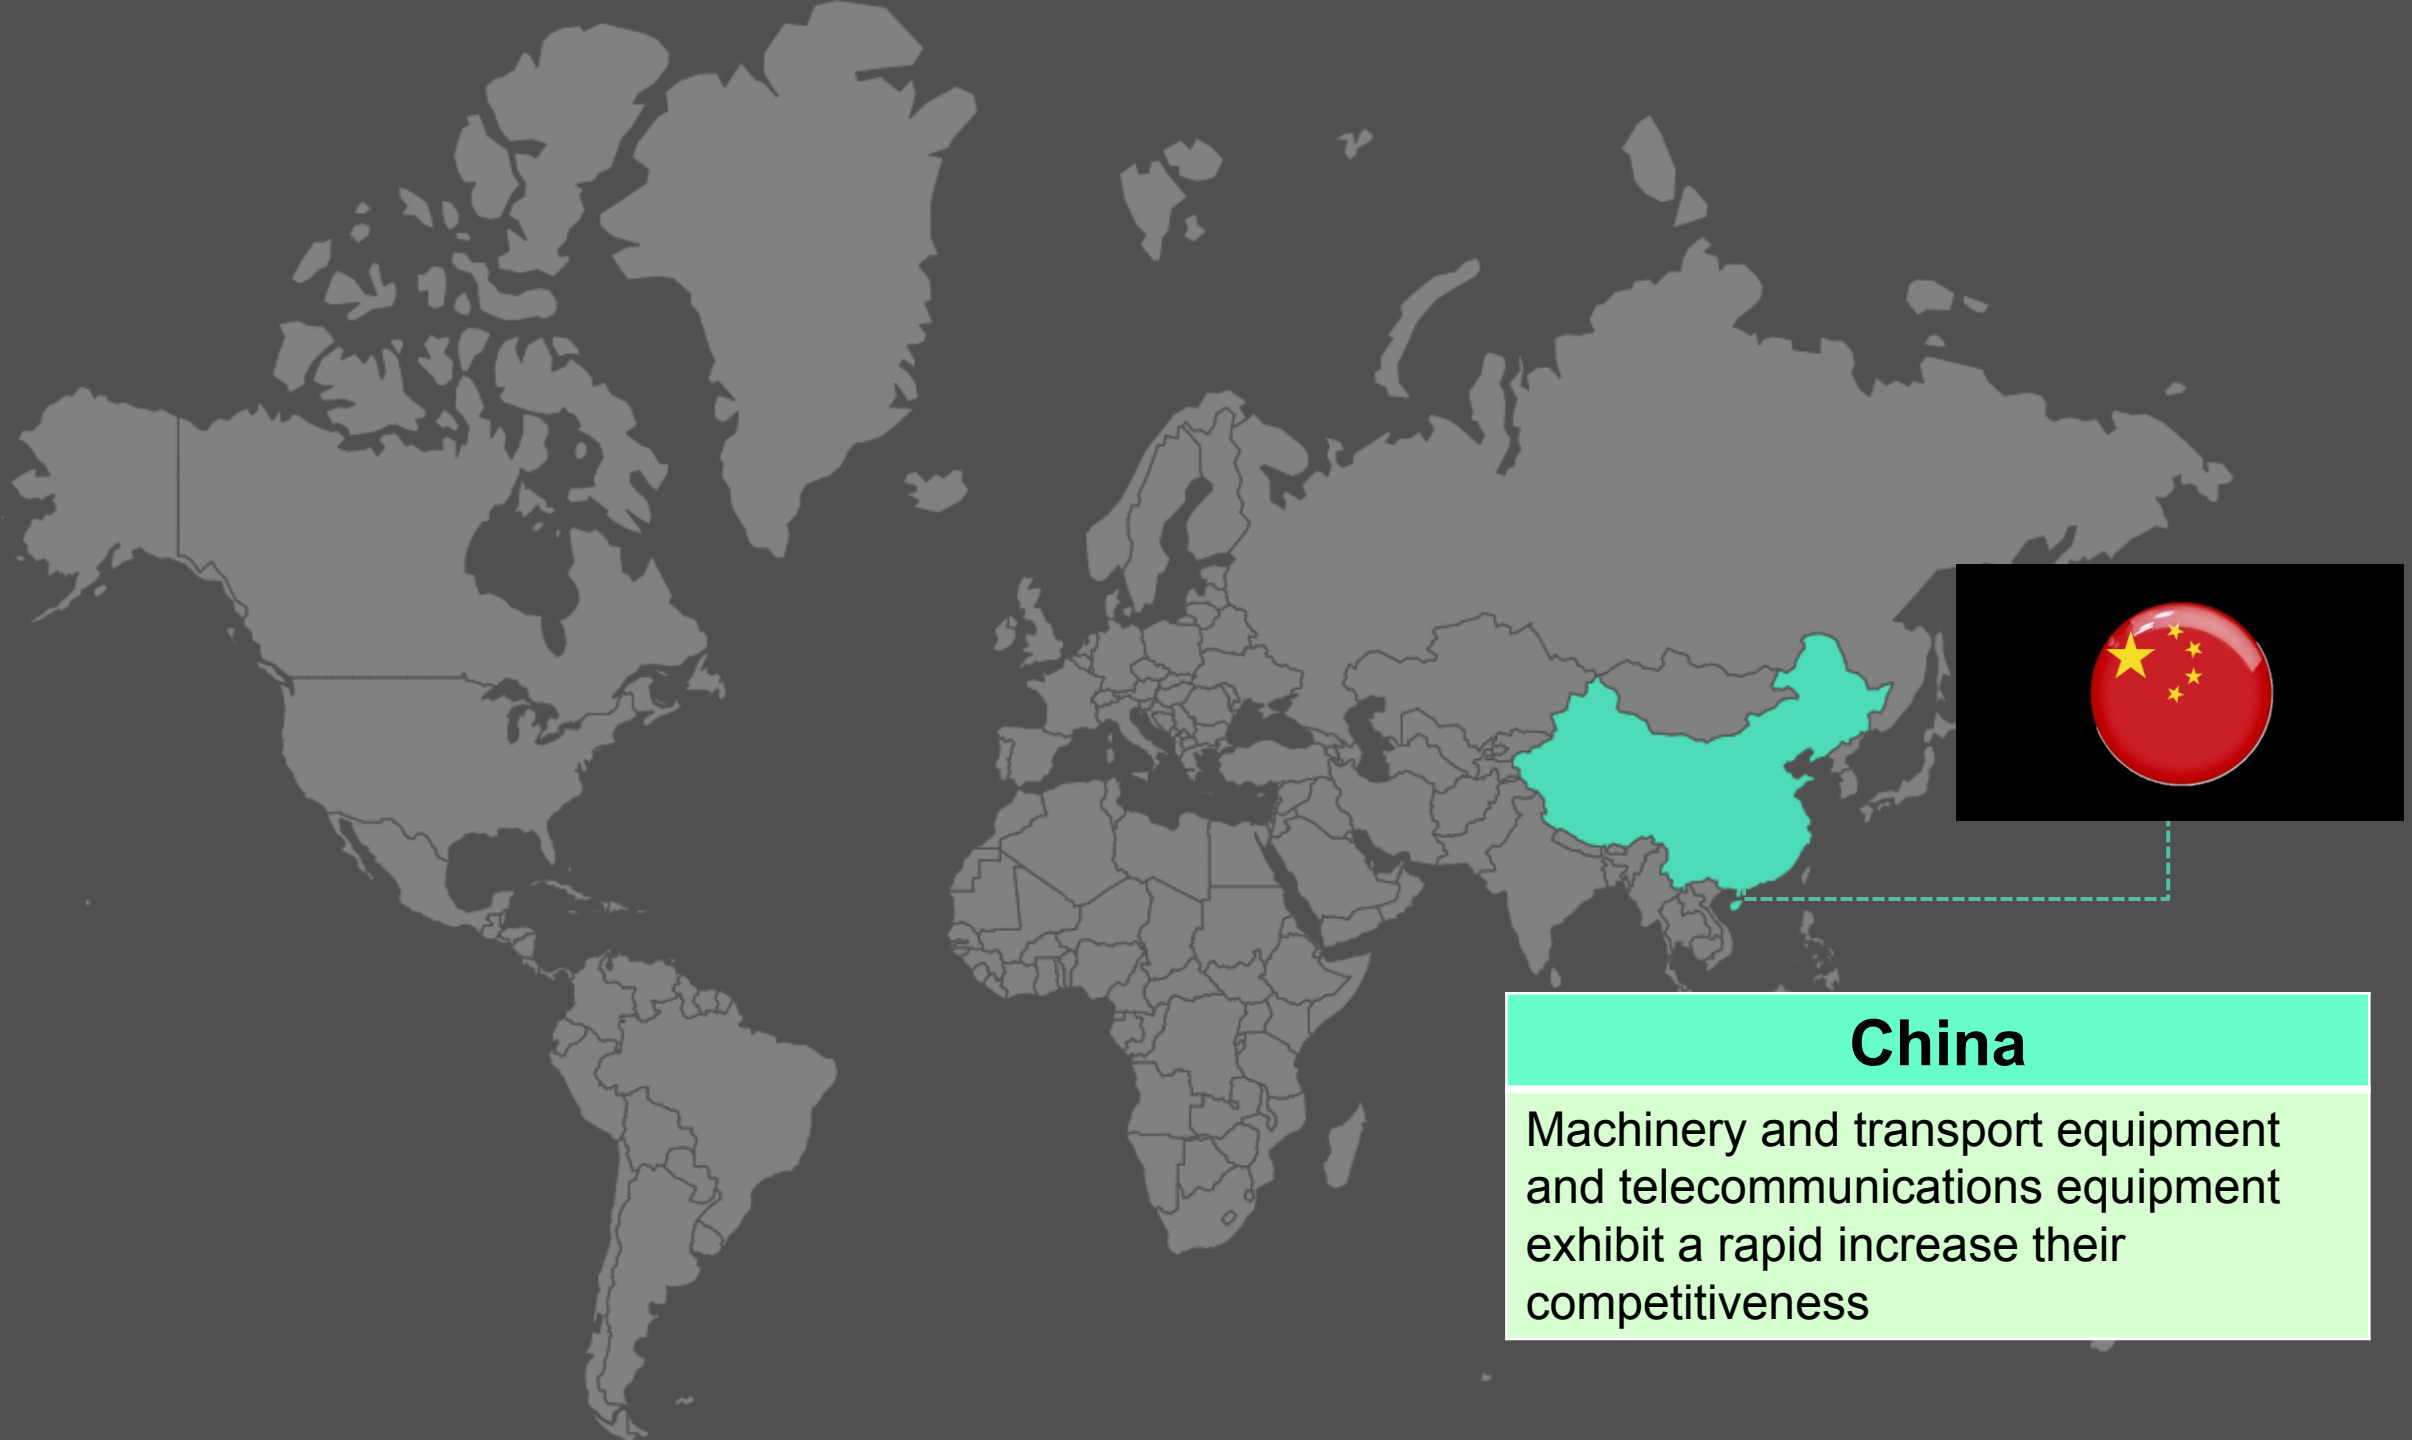 China
Machinery and transport equipment
and telecommunications equipment
exhibit a rapid increase their
competitiveness